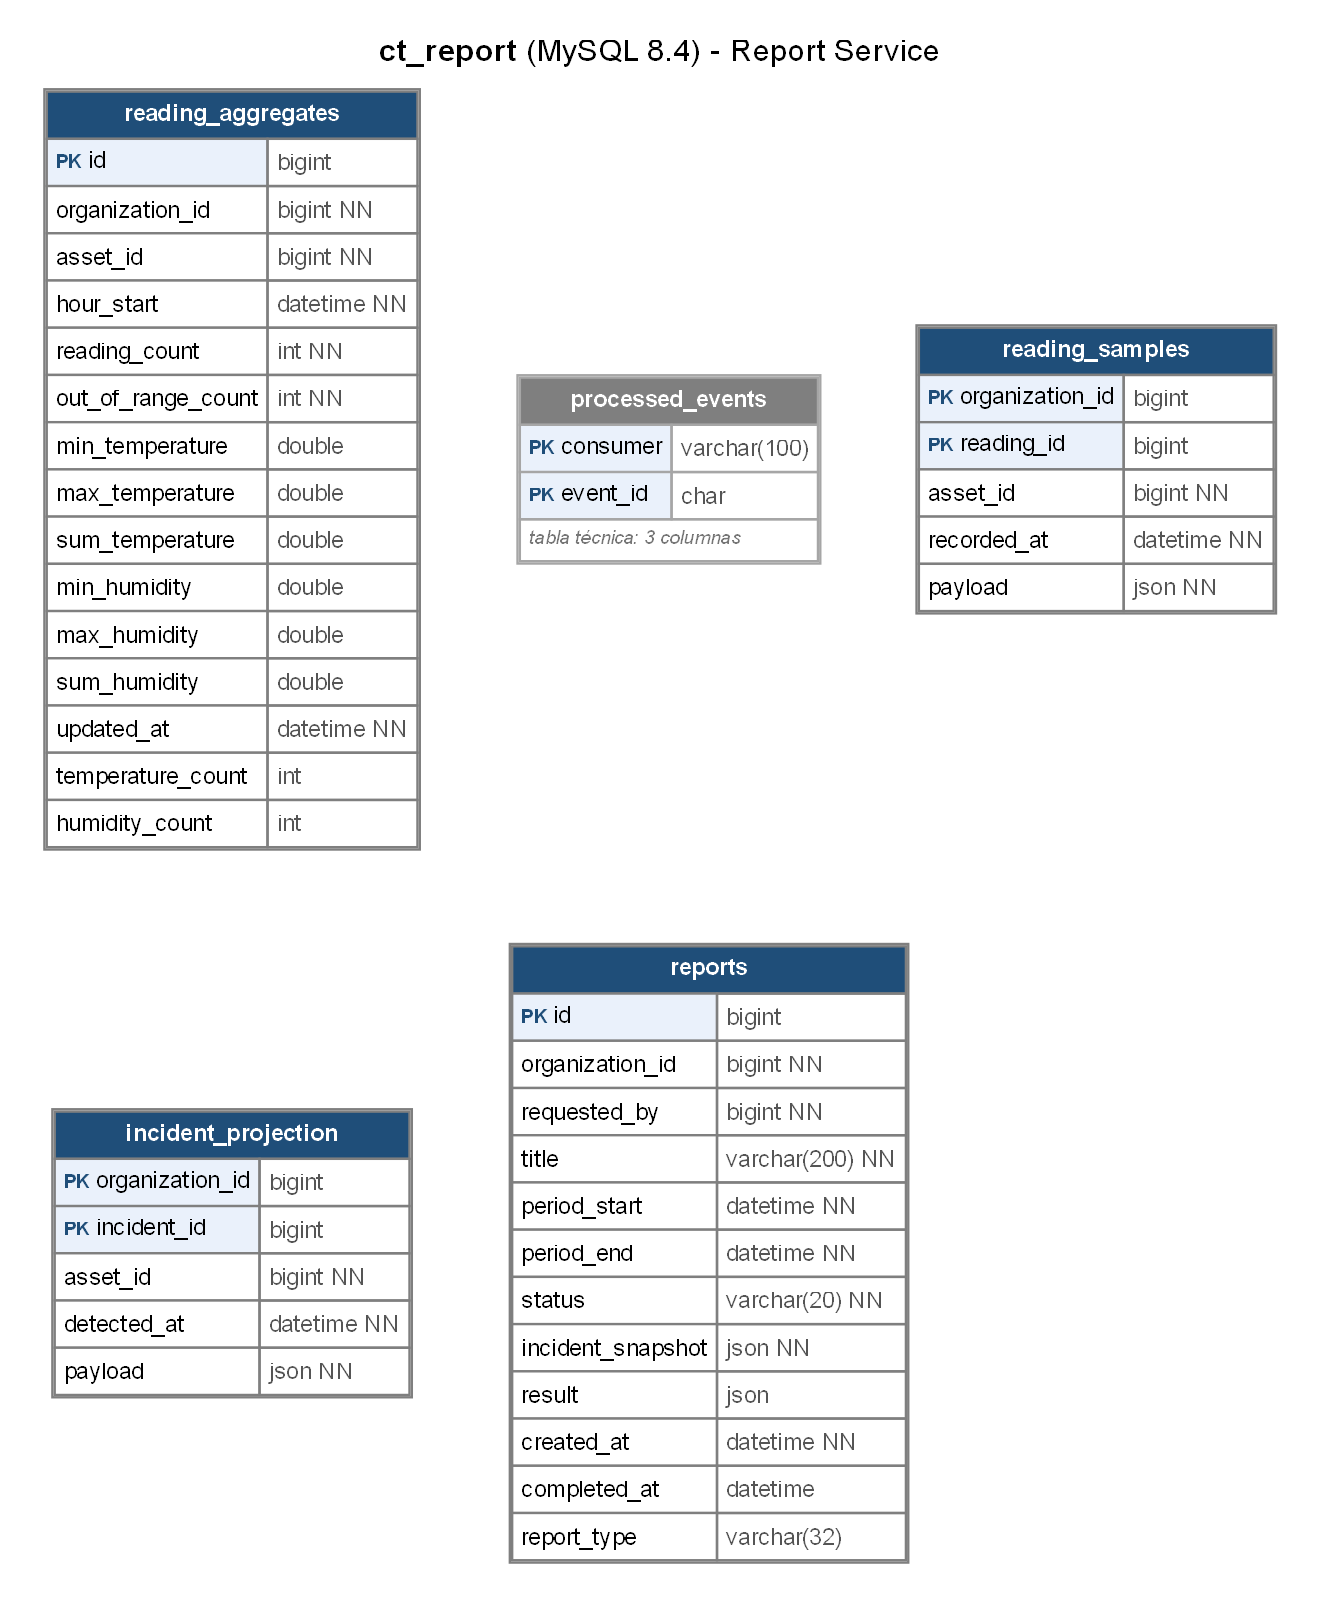 ct_report (MySQL 8.4) - Report Service
reading_aggregates
PK id bigint
organization_id bigint NN
asset_id bigint NN
hour_start datetime NN
reading_count int NN
out_of_range_count int NN
min_temperature double
max_temperature double
sum_temperature double
min_humidity double
max_humidity double
sum_humidity double
updated_at datetime NN
temperature_count int
humidity_count int
processed_events
PK consumer varchar(100)
PK event_id char
tabla técnica: 3 columnas
reading_samples
PK organization_id bigint
PK reading_id bigint
asset_id bigint NN
recorded_at datetime NN
payload json NN
incident_projection
PK organization_id bigint
PK incident_id bigint
asset_id bigint NN
detected_at datetime NN
payload json NN
reports
PK id bigint
organization_id bigint NN
requested_by bigint NN
title varchar(200) NN
period_start datetime NN
period_end datetime NN
status varchar(20) NN
incident_snapshot json NN
result json
created_at datetime NN
completed_at datetime
report_type varchar(32)